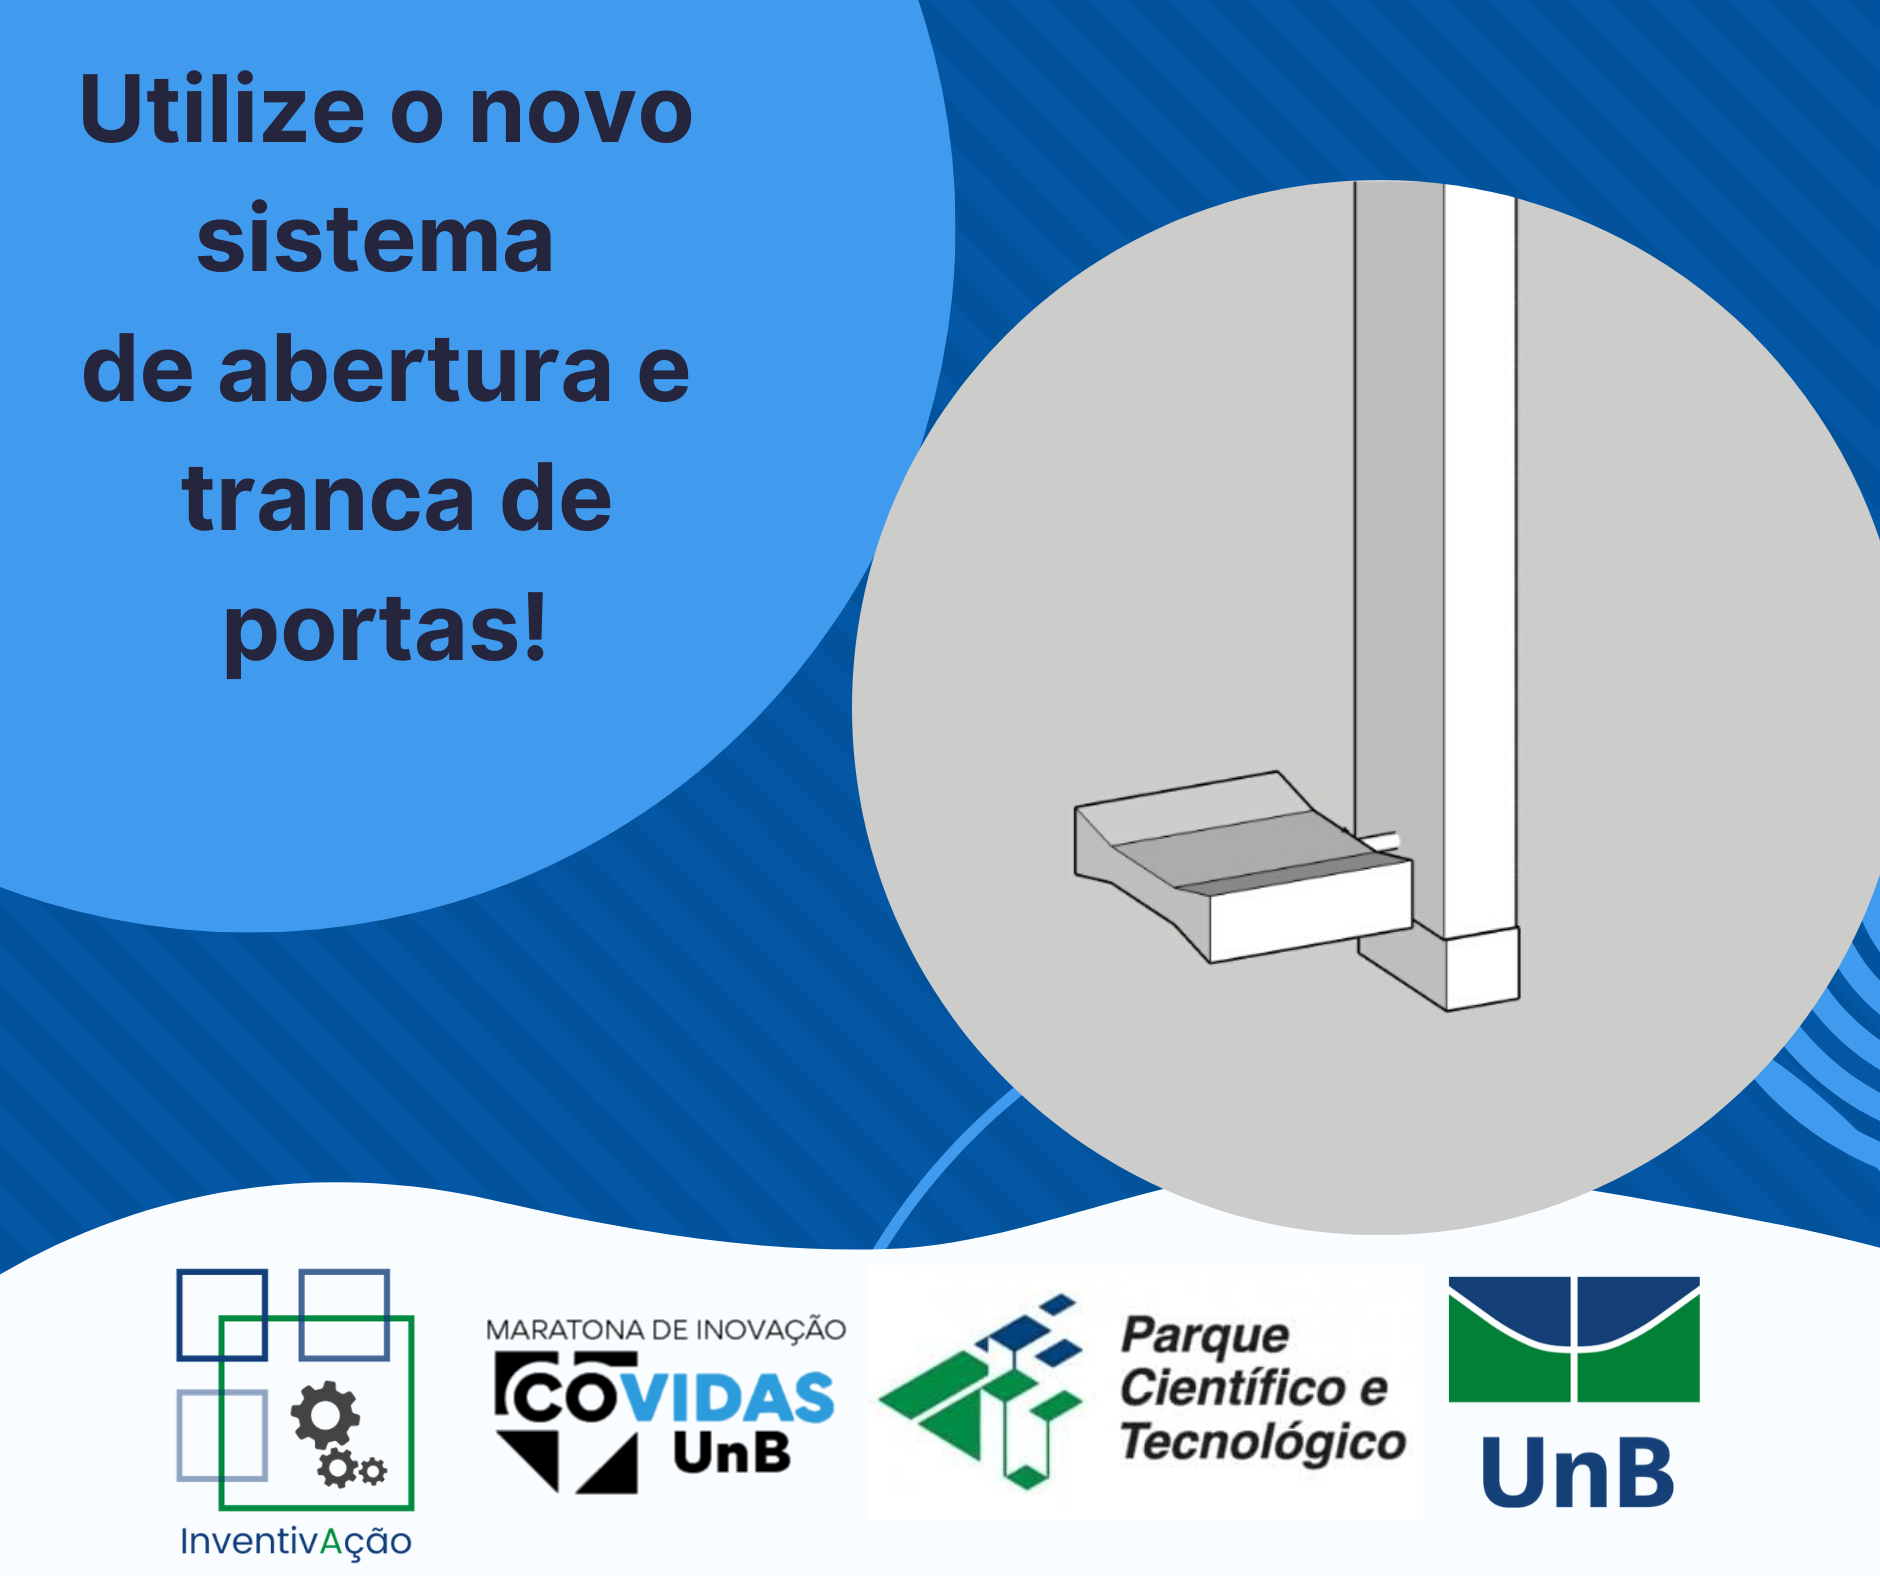 Utilize o novo
sistema
de abertura e
tranca de
portas!
InventivAção
MARATONA DE INOVAÇÃO
COVIDAS
UnB
Parque
Científico e
Tecnológico
UnB